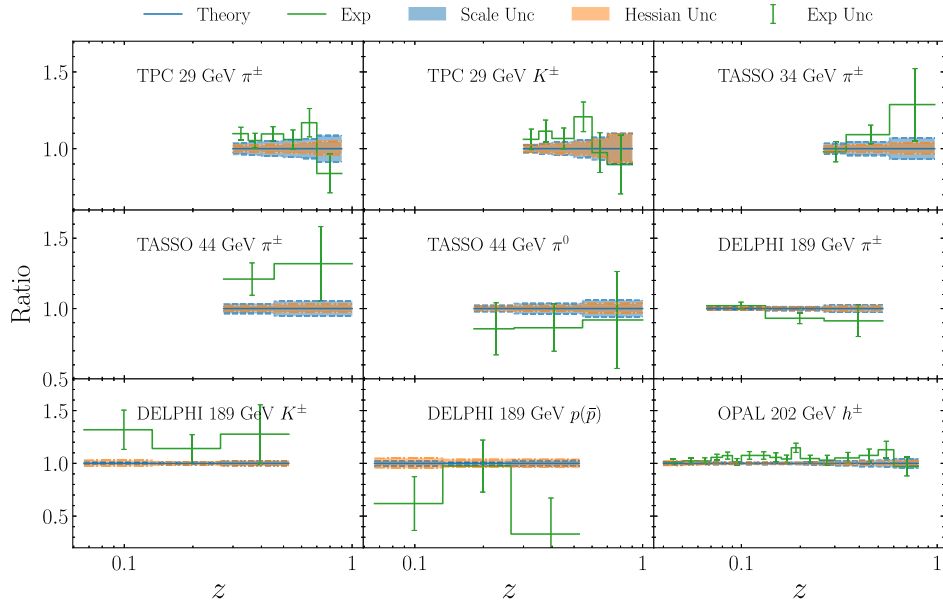 Theory Exp Scale Unc Hessian Unc Exp Unc
TPC 29 GeV π±
TPC 29 GeV K±
TASSO 34 GeV π±
1.5
1.0
TASSO 44 GeV π±
TASSO 44 GeV π0
DELPHI 189 GeV π±
Ratio
1.5
1.0
0.5
DELPHI 189 GeV K±
DELPHI 189 GeV p(p̄)
OPAL 202 GeV h±
1.5
1.0
0.5
0.1 1 0.1 1 0.1 1
z z z